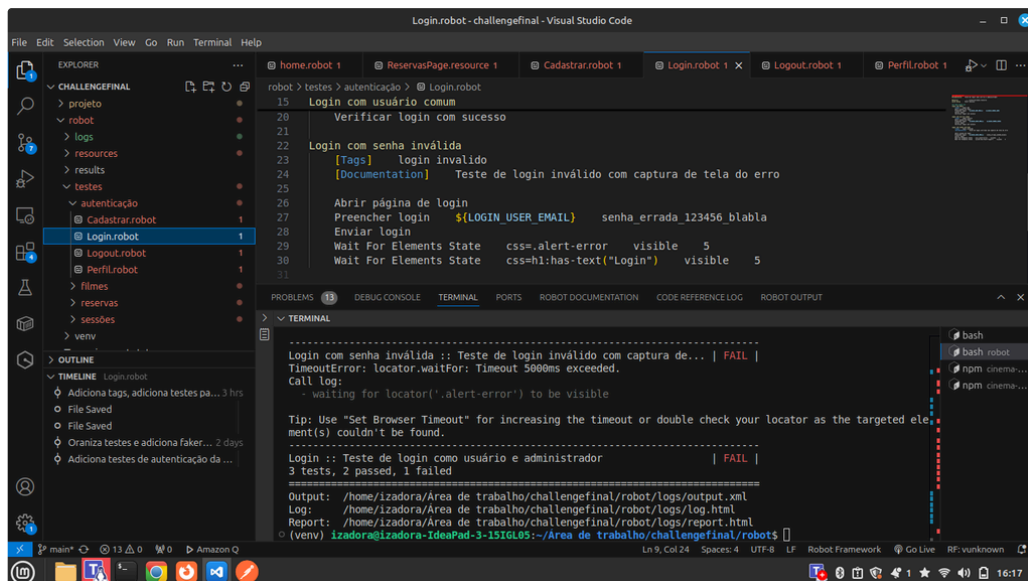 Login.robot - challengefinal - Visual Studio Code
File Edit Selection View Go Run Terminal Help
EXPLORER
CHALLENGEFINAL
projeto
robot
logs
resources
results
testes
autenticação
Cadastrar.robot 1
Login.robot 1
Logout.robot 1
Perfil.robot 1
filmes
reservas
sessões
venv
OUTLINE
TIMELINE Login.robot
Adiciona tags, adiciona testes pa... 3 hrs
File Saved
File Saved
Oraniza testes e adiciona faker... 2 days
Adiciona testes de autenticação da ...
home.robot 1 ReservasPage.resource 1 Cadastrar.robot 1 Login.robot 1 Logout.robot 1 Perfil.robot 1
robot > testes > autenticação > Login.robot
15 Login com usuário comum
20 Verificar login com sucesso
21
22 Login com senha inválida
23 [Tags] login invalido
24 [Documentation] Teste de login inválido com captura de tela do erro
25
26 Abrir página de login
27 Preencher login ${LOGIN_USER_EMAIL} senha_errada_123456_blabla
28 Enviar login
29 Wait For Elements State css=.alert-error visible 5
30 Wait For Elements State css=h1:has-text("Login") visible 5
31
PROBLEMS 13 DEBUG CONSOLE TERMINAL PORTS ROBOT DOCUMENTATION CODE REFERENCE LOG ROBOT OUTPUT
TERMINAL
------------------------------------------------------------------------------
Login com senha inválida :: Teste de login inválido com captura de... | FAIL |
TimeoutError: locator.waitFor: Timeout 5000ms exceeded.
Call log:
- waiting for locator('.alert-error') to be visible
Tip: Use "Set Browser Timeout" for increasing the timeout or double check your locator as the targeted ele
ment(s) couldn't be found.
------------------------------------------------------------------------------
Login :: Teste de login como usuário e administrador | FAIL |
3 tests, 2 passed, 1 failed
==============================================================================
Output: /home/izadora/Área de trabalho/challengefinal/robot/logs/output.xml
Log: /home/izadora/Área de trabalho/challengefinal/robot/logs/log.html
Report: /home/izadora/Área de trabalho/challengefinal/robot/logs/report.html
(venv) izadora@izadora-IdeaPad-3-15IGL05:~/Área de trabalho/challengefinal/robot$
bash
bash robot
npm cinema-...
npm cinema-...
main* 13 0 0 Amazon Q Ln 9, Col 24 Spaces: 4 UTF-8 LF Robot Framework Go Live RF: vunknown
1 16:17